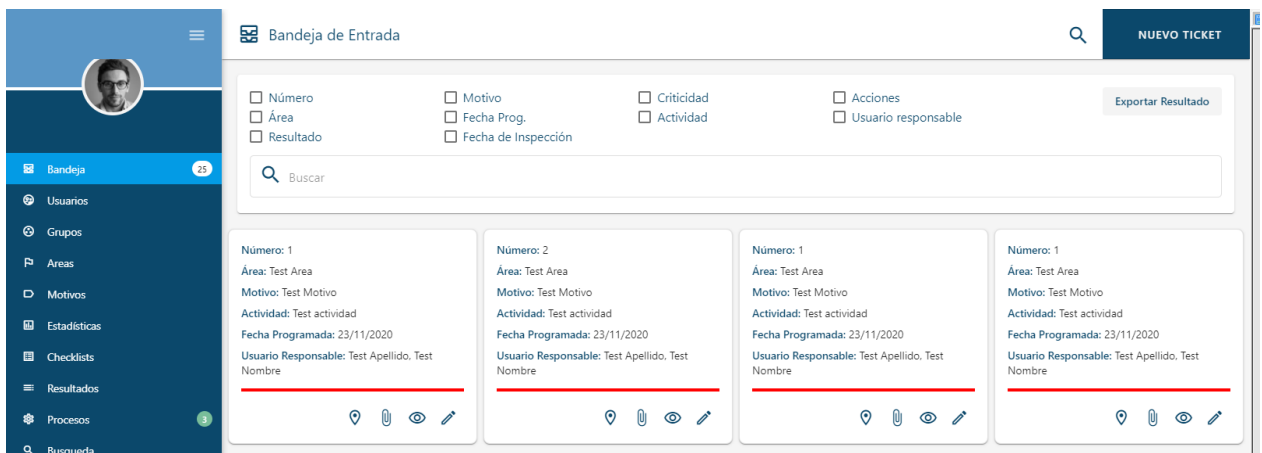 Bandeja de Entrada
NUEVO TICKET
Número
Motivo
Criticidad
Acciones
Exportar Resultado
Área
Fecha Prog.
Actividad
Usuario responsable
Resultado
Fecha de Inspección
Buscar
Bandeja 25
Usuarios
Grupos
Areas
Motivos
Estadísticas
Checklists
Resultados
Procesos 3
Busqueda
Número: 1
Área: Test Area
Motivo: Test Motivo
Actividad: Test actividad
Fecha Programada: 23/11/2020
Usuario Responsable: Test Apellido, Test
Nombre
Número: 2
Área: Test Area
Motivo: Test Motivo
Actividad: Test actividad
Fecha Programada: 23/11/2020
Usuario Responsable: Test Apellido, Test
Nombre
Número: 1
Área: Test Area
Motivo: Test Motivo
Actividad: Test actividad
Fecha Programada: 23/11/2020
Usuario Responsable: Test Apellido, Test
Nombre
Número: 1
Área: Test Area
Motivo: Test Motivo
Actividad: Test actividad
Fecha Programada: 23/11/2020
Usuario Responsable: Test Apellido, Test
Nombre